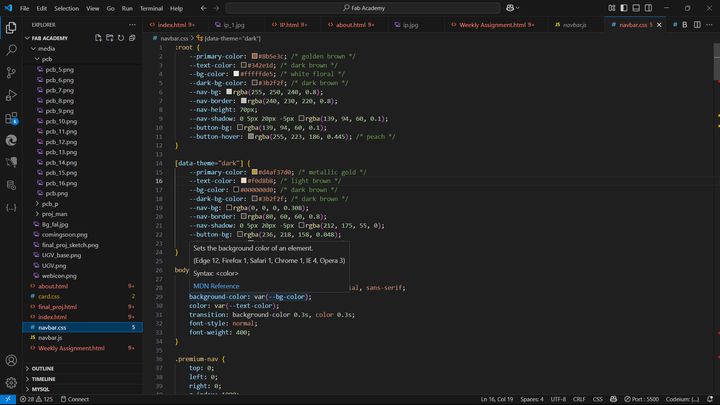 File Edit Selection View Go Run Terminal Help
Fab Academy
EXPLORER
FAB ACADEMY
media
pcb
pcb_5.png
pcb_6.png
pcb_7.png
pcb_8.png
pcb_9.png
pcb_10.png
pcb_11.png
pcb_12.png
pcb_13.png
pcb_14.png
pcb_15.png
pcb_16.png
pcb.png
pcb_p
proj_man
Bg_fal.jpg
comingsoon.png
final_proj_sketch.png
UGV_base.png
UGV.png
webicon.png
about.html 9+
card.css 2
final_proj.html 9+
index.html 9+
navbar.css 5
navbar.js
Weekly Assignment.html 9+
OUTLINE
TIMELINE
MYSQL
index.html 9+ ip_1.jpg IP.html 9+ about.html 9+ ip.jpg Weekly Assignment.html 9+ navbar.js navbar.css 5
navbar.css > [data-theme="dark"]
1 :root {
2 --primary-color: #8b5e3c; /* golden brown */
3 --text-color: #342e1d; /* dark brown */
4 --bg-color: #fffffde5; /* white floral */
5 --dark-bg-color: #3b2f2f; /* dark brown */
6 --nav-bg: rgba(255, 250, 240, 0.8);
7 --nav-border: rgba(240, 230, 220, 0.8);
8 --nav-height: 70px;
9 --nav-shadow: 0 5px 20px -5px rgba(139, 94, 60, 0.1);
10 --button-bg: rgba(139, 94, 60, 0.1);
11 --button-hover: rgba(255, 223, 186, 0.445); /* peach */
12 }
13
14 [data-theme="dark"] {
15 --primary-color: #d4af37d0; /* metallic gold */
16 --text-color: #f0d8b8; /* light brown */
17 --bg-color: #000000d0; /* dark brown */
18 --dark-bg-color: #3b2f2f; /* dark brown */
19 --nav-bg: rgba(0, 0, 0, 0.308);
20 --nav-border: rgba(80, 60, 60, 0.8);
21 --nav-shadow: 0 5px 20px -5px rgba(212, 175, 55, 0);
22 --button-bg: rgba(236, 218, 158, 0.048);
23
24 }
25
Sets the background color of an element.
(Edge 12, Firefox 1, Safari 1, Chrome 1, IE 4, Opera 3)
Syntax: <color>
MDN Reference
26 body
27
28 ial, sans-serif;
29 background-color: var(--bg-color);
30 color: var(--text-color);
31 transition: background-color 0.3s, color 0.3s;
32 font-style: normal;
33 font-weight: 400;
34 }
35
36 .premium-nav {
37 top: 0;
38 left: 0;
39 right: 0;
28 125 Connect Ln 16, Col 19 Spaces: 4 UTF-8 CRLF CSS Port : 5500 Codeium: {...}